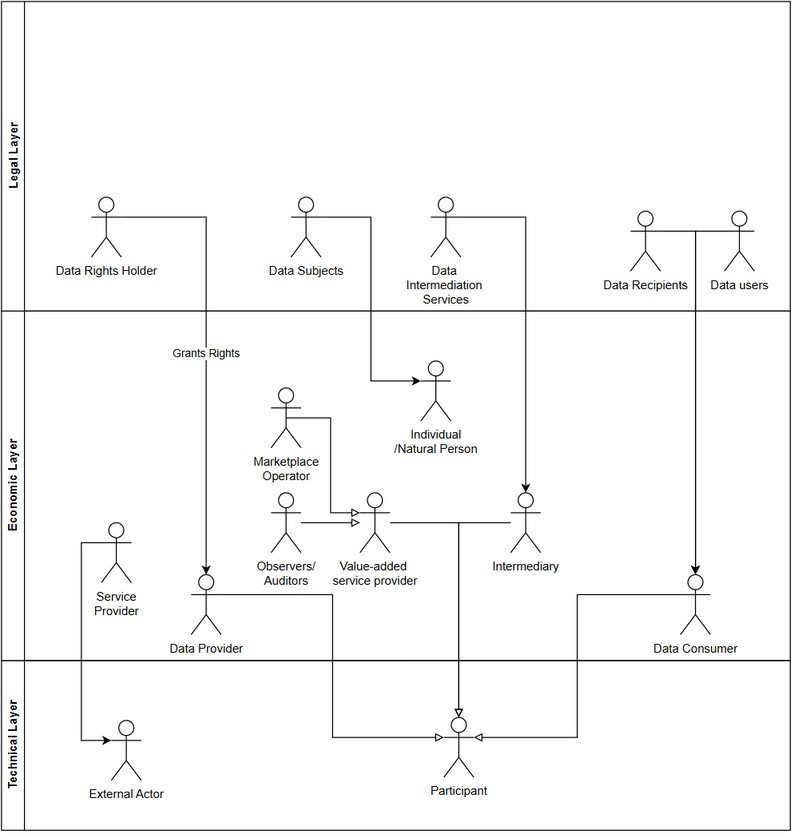 Legal Layer
Data Rights Holder
Data Subjects
Data
Intermediation
Services
Data Recipients
Data users
Economic Layer
Grants Rights
Individual
/Natural Person
Marketplace
Operator
Observers/
Auditors
Value-added
service provider
Intermediary
Service
Provider
Data Provider
Data Consumer
Technical Layer
External Actor
Participant